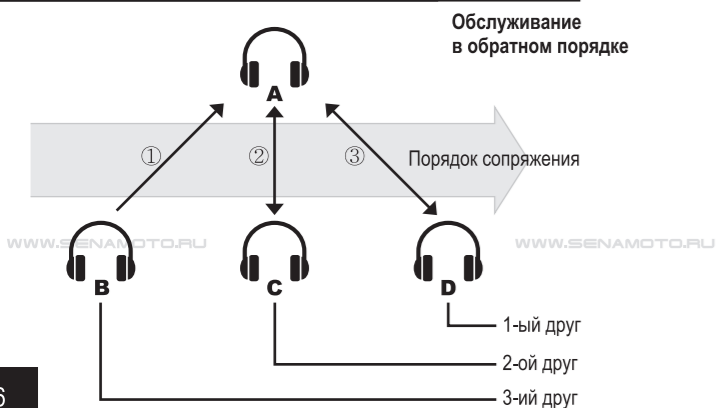 Обслуживание
в обратном порядке
A
① ② ③ Порядок сопряжения
WWW.SENAMOTO.RU WWW.SENAMOTO.RU
B C D
1-ый друг
2-ой друг
3-ий друг
6